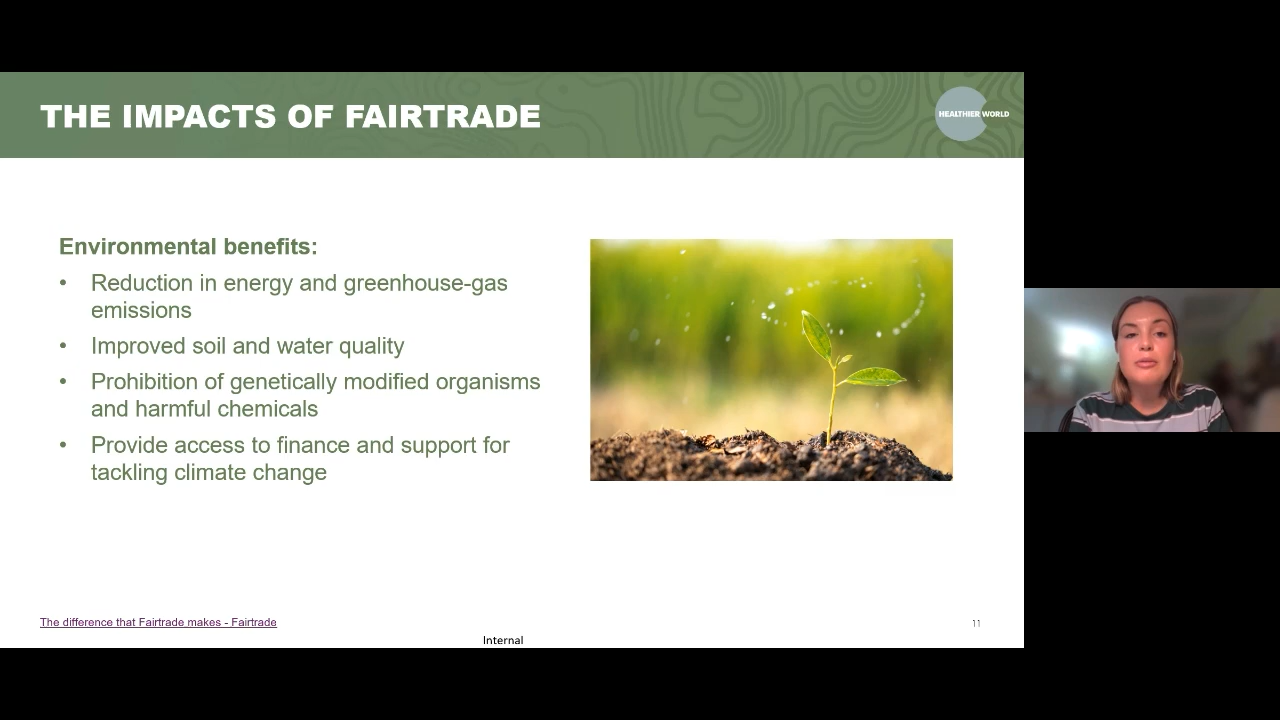 THE IMPACTS OF FAIRTRADE
HEALTHIER WORLD
Environmental benefits:
• Reduction in energy and greenhouse-gas
emissions
• Improved soil and water quality
• Prohibition of genetically modified organisms
and harmful chemicals
• Provide access to finance and support for
tackling climate change
The difference that Fairtrade makes - Fairtrade
11
Internal